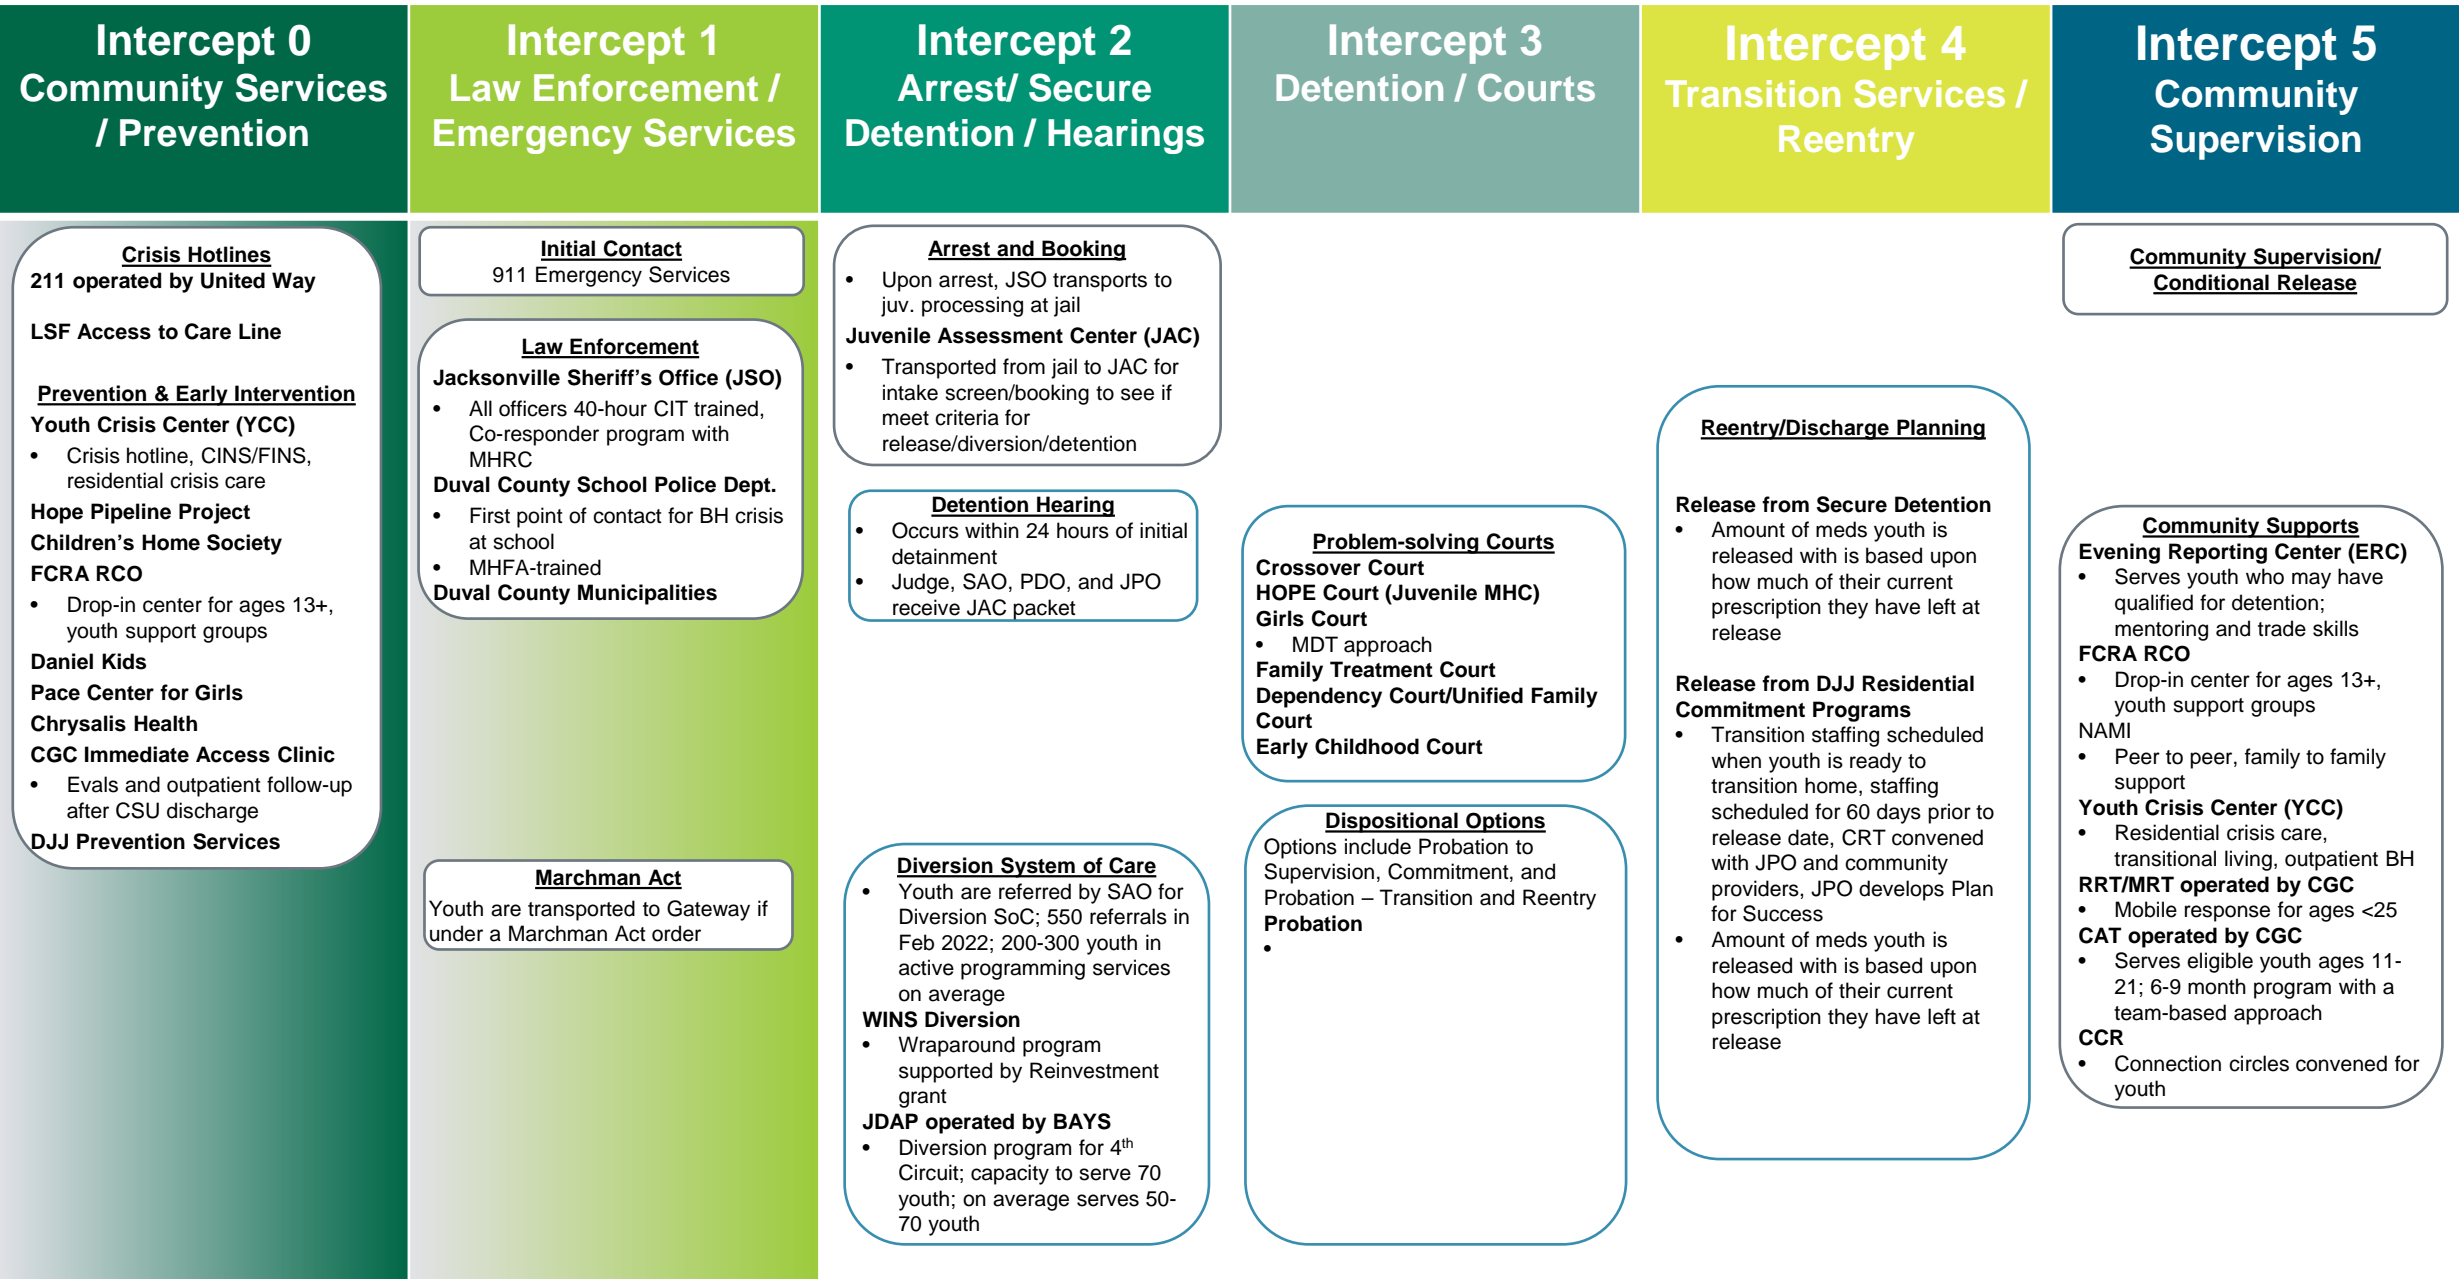 Intercept 0
Community Services
/ Prevention
Crisis Hotlines
211 operated by United Way
LSF Access to Care Line
Prevention & Early Intervention
Youth Crisis Center (YCC)
• Crisis hotline, CINS/FINS,
residential crisis care
Hope Pipeline Project
Children’s Home Society
FCRA RCO
• Drop-in center for ages 13+,
youth support groups
Daniel Kids
Pace Center for Girls
Chrysalis Health
CGC Immediate Access Clinic
• Evals and outpatient follow-up
after CSU discharge
DJJ Prevention Services
Intercept 1
Law Enforcement /
Emergency Services
Initial Contact
911 Emergency Services
Law Enforcement
Jacksonville Sheriff’s Office (JSO)
• All officers 40-hour CIT trained,
Co-responder program with
MHRC
Duval County School Police Dept.
• First point of contact for BH crisis
at school
• MHFA-trained
Duval County Municipalities
Marchman Act
Youth are transported to Gateway if
under a Marchman Act order
Intercept 2
Arrest/ Secure
Detention / Hearings
Arrest and Booking
• Upon arrest, JSO transports to
juv. processing at jail
Juvenile Assessment Center (JAC)
• Transported from jail to JAC for
intake screen/booking to see if
meet criteria for
release/diversion/detention
Detention Hearing
• Occurs within 24 hours of initial
detainment
• Judge, SAO, PDO, and JPO
receive JAC packet
Diversion System of Care
• Youth are referred by SAO for
Diversion SoC; 550 referrals in
Feb 2022; 200-300 youth in
active programming services
on average
WINS Diversion
• Wraparound program
supported by Reinvestment
grant
JDAP operated by BAYS
• Diversion program for 4th
Circuit; capacity to serve 70
youth; on average serves 50-
70 youth
Intercept 3
Detention / Courts
Problem-solving Courts
Crossover Court
HOPE Court (Juvenile MHC)
Girls Court
• MDT approach
Family Treatment Court
Dependency Court/Unified Family
Court
Early Childhood Court
Dispositional Options
Options include Probation to
Supervision, Commitment, and
Probation – Transition and Reentry
Probation
•
Intercept 4
Transition Services /
Reentry
Reentry/Discharge Planning
Release from Secure Detention
• Amount of meds youth is
released with is based upon
how much of their current
prescription they have left at
release
Release from DJJ Residential
Commitment Programs
• Transition staffing scheduled
when youth is ready to
transition home, staffing
scheduled for 60 days prior to
release date, CRT convened
with JPO and community
providers, JPO develops Plan
for Success
• Amount of meds youth is
released with is based upon
how much of their current
prescription they have left at
release
Intercept 5
Community
Supervision
Community Supervision/
Conditional Release
Community Supports
Evening Reporting Center (ERC)
• Serves youth who may have
qualified for detention;
mentoring and trade skills
FCRA RCO
• Drop-in center for ages 13+,
youth support groups
NAMI
• Peer to peer, family to family
support
Youth Crisis Center (YCC)
• Residential crisis care,
transitional living, outpatient BH
RRT/MRT operated by CGC
• Mobile response for ages <25
CAT operated by CGC
• Serves eligible youth ages 11-
21; 6-9 month program with a
team-based approach
CCR
• Connection circles convened for
youth